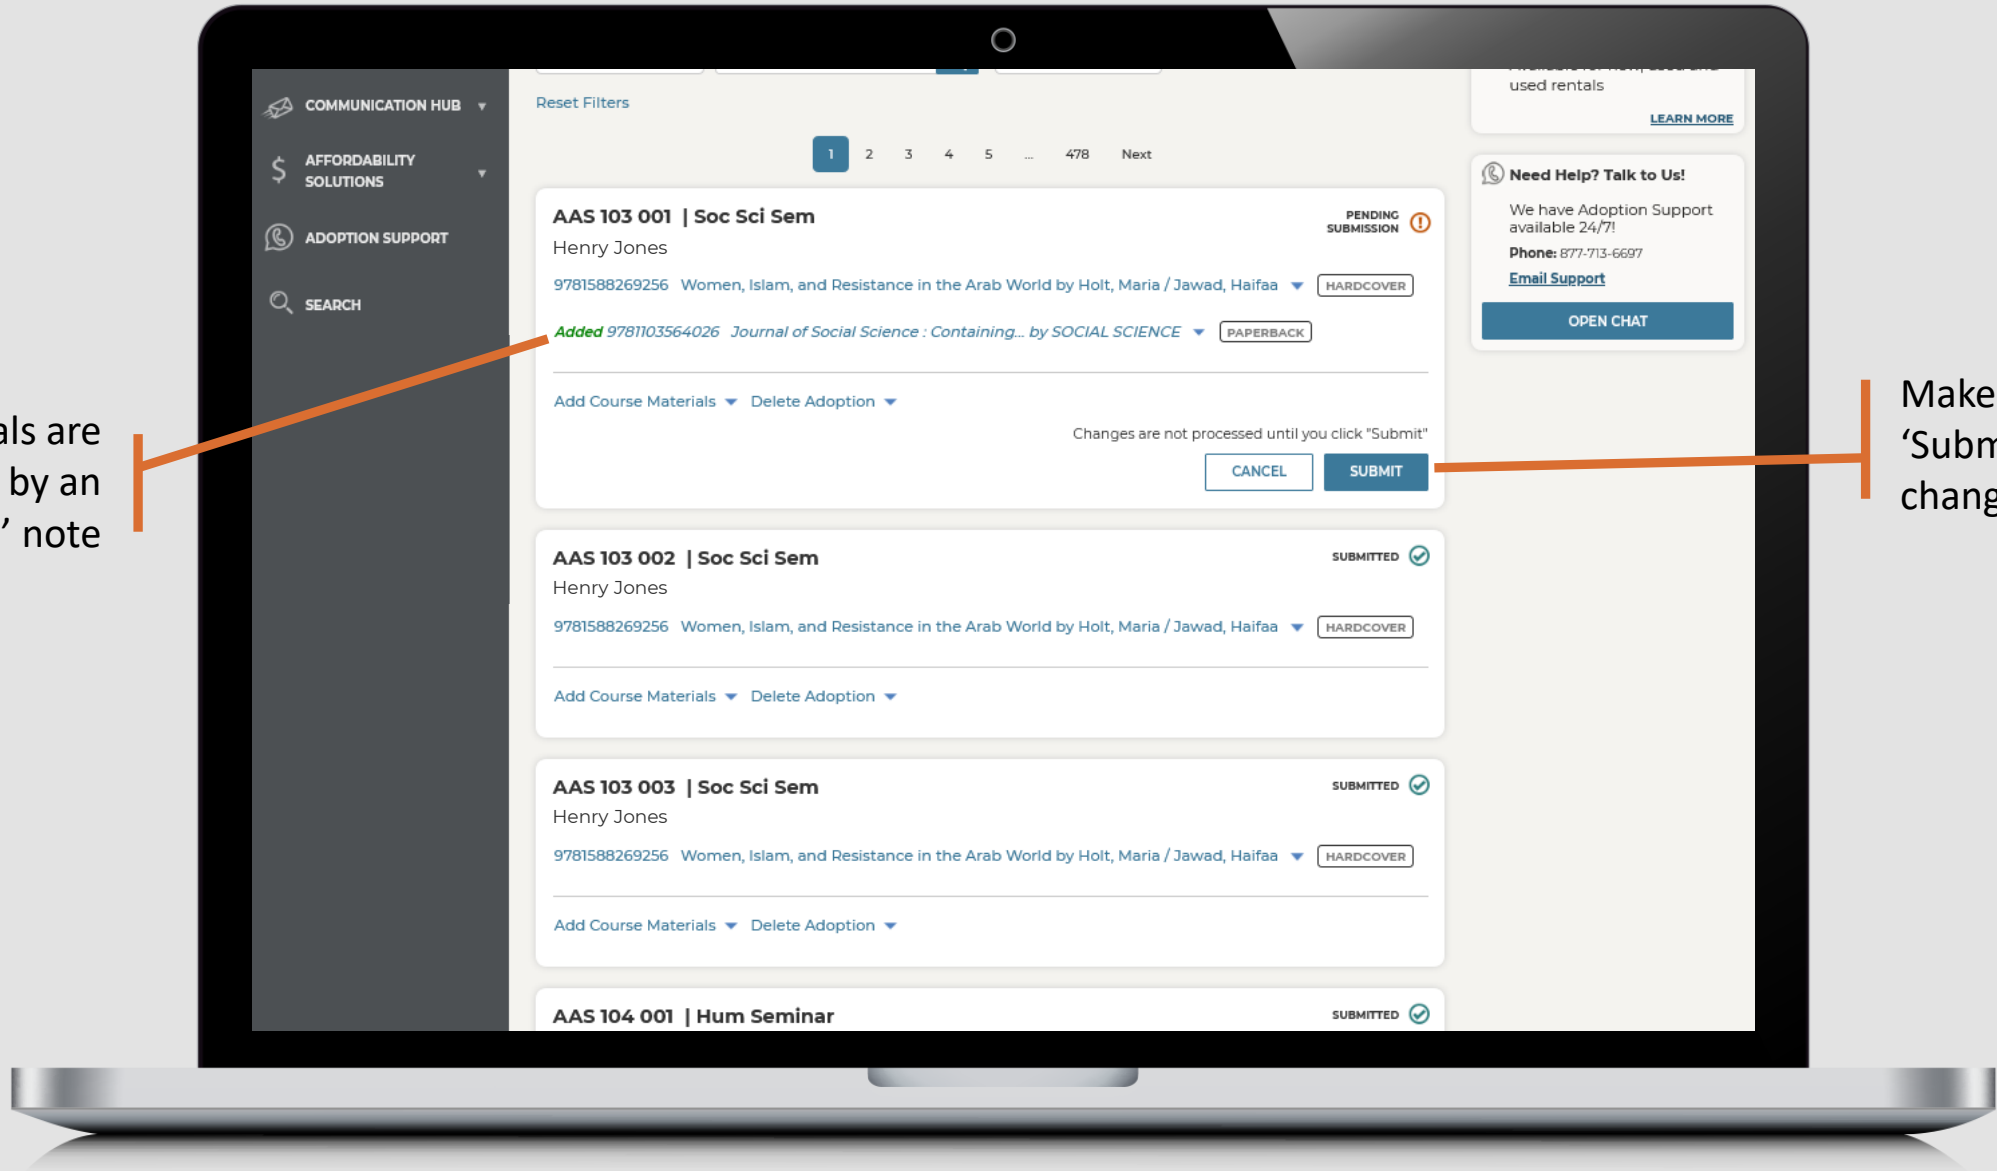 COMMUNICATION HUB
AFFORDABILITY
SOLUTIONS
ADOPTION SUPPORT
SEARCH
are
by an
’ note
Reset Filters
1 2 3 4 5 ... 478 Next
AAS 103 001 | Soc Sci Sem
PENDING
SUBMISSION
Henry Jones
9781588269256 Women, Islam, and Resistance in the Arab World by Holt, Maria / Jawad, Haifaa HARDCOVER
Added 9781103564026 Journal of Social Science : Containing... by SOCIAL SCIENCE PAPERBACK
Add Course Materials Delete Adoption
Changes are not processed until you click "Submit"
CANCEL SUBMIT
AAS 103 002 | Soc Sci Sem SUBMITTED
Henry Jones
9781588269256 Women, Islam, and Resistance in the Arab World by Holt, Maria / Jawad, Haifaa HARDCOVER
Add Course Materials Delete Adoption
AAS 103 003 | Soc Sci Sem SUBMITTED
Henry Jones
9781588269256 Women, Islam, and Resistance in the Arab World by Holt, Maria / Jawad, Haifaa HARDCOVER
Add Course Materials Delete Adoption
AAS 104 001 | Hum Seminar SUBMITTED
used rentals
LEARN MORE
Need Help? Talk to Us!
We have Adoption Support
available 24/7!
Phone: 877-713-6697
Email Support
OPEN CHAT
Make